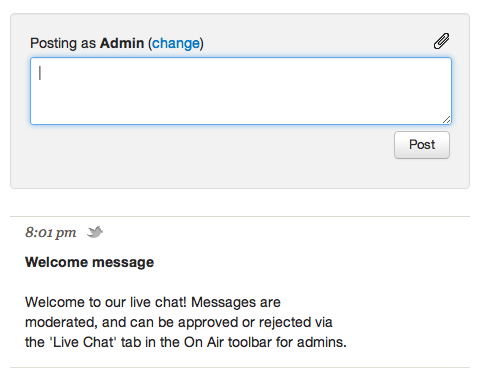 Posting as Admin (change)
Post
8:01 pm
Welcome message
Welcome to our live chat! Messages are
moderated, and can be approved or rejected via
the 'Live Chat' tab in the On Air toolbar for admins.